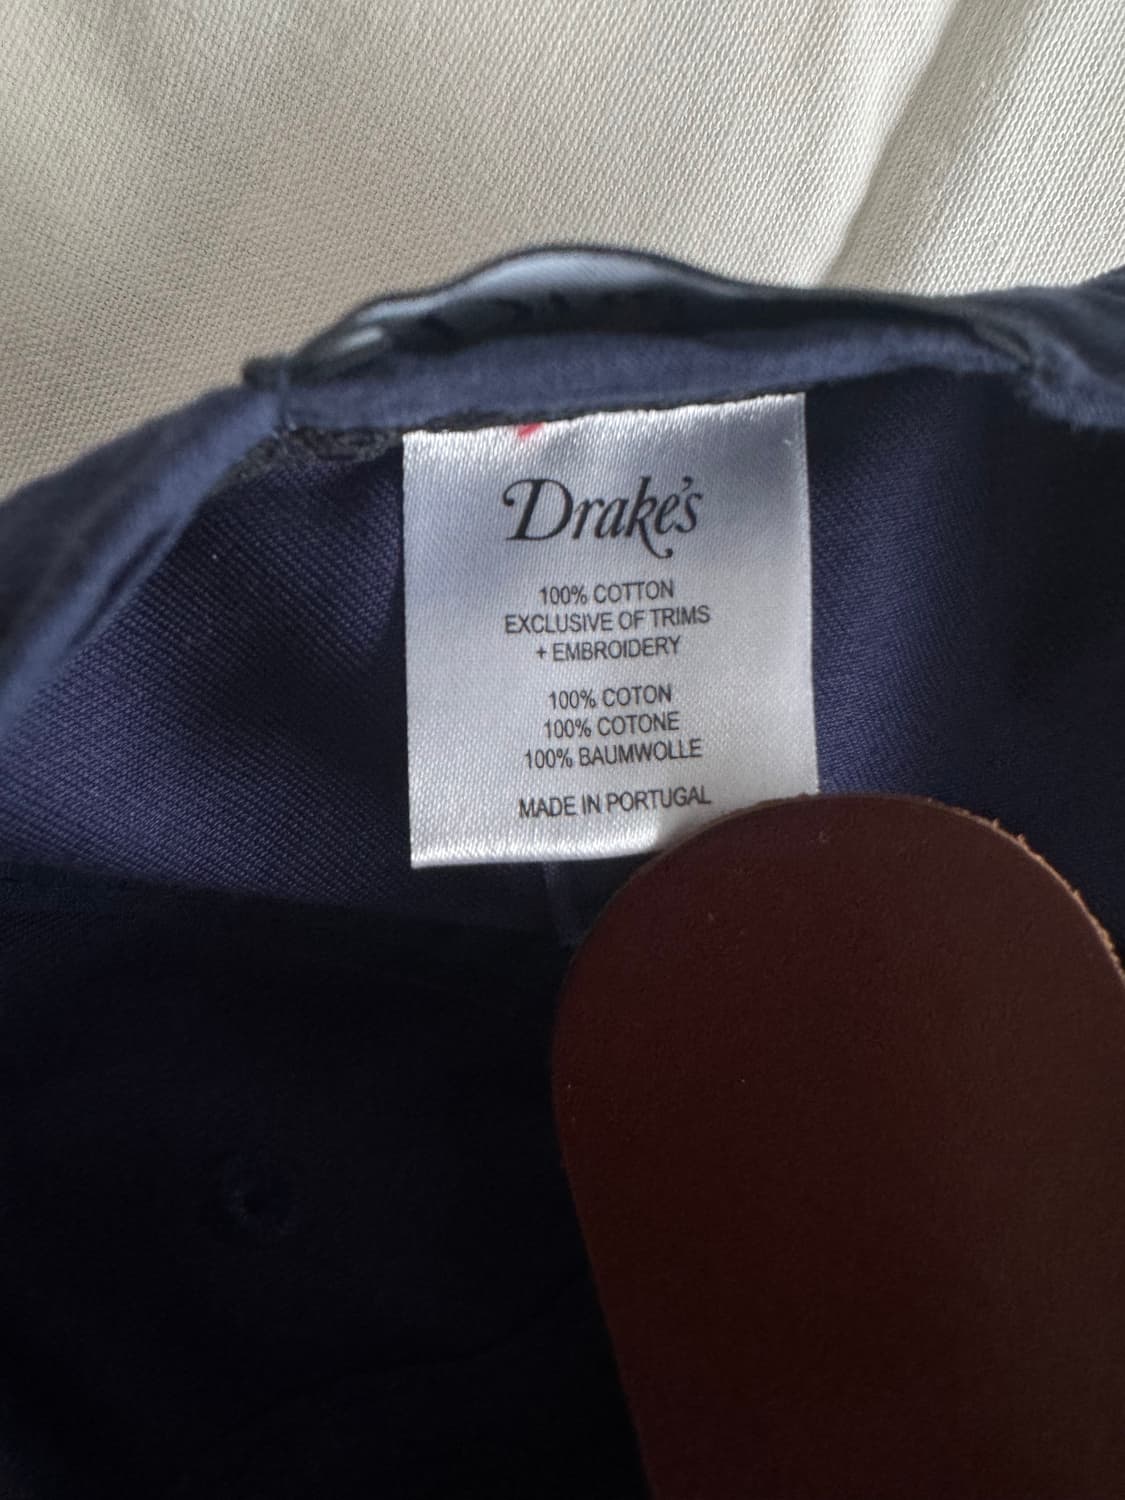 Drake's
100% COTTON
EXCLUSIVE OF TRIMS
+ EMBROIDERY
100% COTON
100% COTONE
100% BAUMWOLLE
MADE IN PORTUGAL